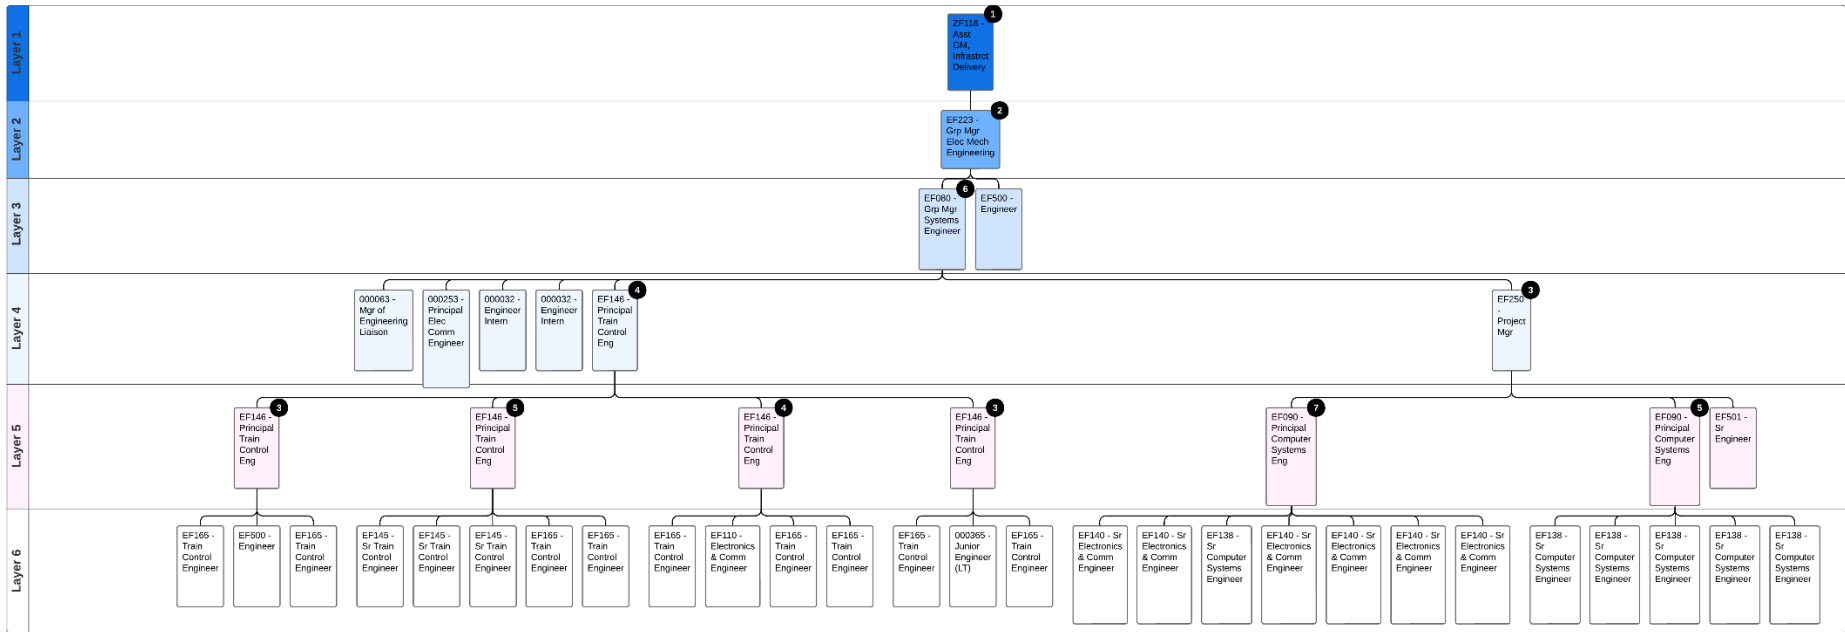 Layer 1
1
ZF118 -
Asst
GM,
Infrastrct
Delivery
Layer 2
2
EF223 -
Grp Mgr
Elec Mech
Engineering
Layer 3
6
EF080 -
Grp Mgr
Systems
Engineer
EF500 -
Engineer
Layer 4
000063 -
Mgr of
Engineering
Liaison
000253 -
Principal
Elec
Comm
Engineer
000032 -
Engineer
Intern
000032 -
Engineer
Intern
4
EF146 -
Principal
Train
Control
Eng
3
EF250
-
Project
Mgr
Layer 5
3
EF146 -
Principal
Train
Control
Eng
5
EF146 -
Principal
Train
Control
Eng
4
EF146 -
Principal
Train
Control
Eng
3
EF146 -
Principal
Train
Control
Eng
7
EF090 -
Principal
Computer
Systems
Eng
5
EF090 -
Principal
Computer
Systems
Eng
EF501 -
Sr
Engineer
Layer 6
EF165 -
Train
Control
Engineer
EF600 -
Engineer
EF165 -
Train
Control
Engineer
EF145 -
Sr Train
Control
Engineer
EF145 -
Sr Train
Control
Engineer
EF145 -
Sr Train
Control
Engineer
EF165 -
Train
Control
Engineer
EF165 -
Train
Control
Engineer
EF165 -
Train
Control
Engineer
EF110 -
Electronics
& Comm
Engineer
EF165 -
Train
Control
Engineer
EF165 -
Train
Control
Engineer
EF165 -
Train
Control
Engineer
000365 -
Junior
Engineer
(LT)
EF165 -
Train
Control
Engineer
EF140 - Sr
Electronics
& Comm
Engineer
EF140 - Sr
Electronics
& Comm
Engineer
EF138 -
Sr
Computer
Systems
Engineer
EF140 - Sr
Electronics
& Comm
Engineer
EF140 - Sr
Electronics
& Comm
Engineer
EF140 - Sr
Electronics
& Comm
Engineer
EF140 - Sr
Electronics
& Comm
Engineer
EF138 -
Sr
Computer
Systems
Engineer
EF138 -
Sr
Computer
Systems
Engineer
EF138 -
Sr
Computer
Systems
Engineer
EF138 -
Sr
Computer
Systems
Engineer
EF138 -
Sr
Computer
Systems
Engineer